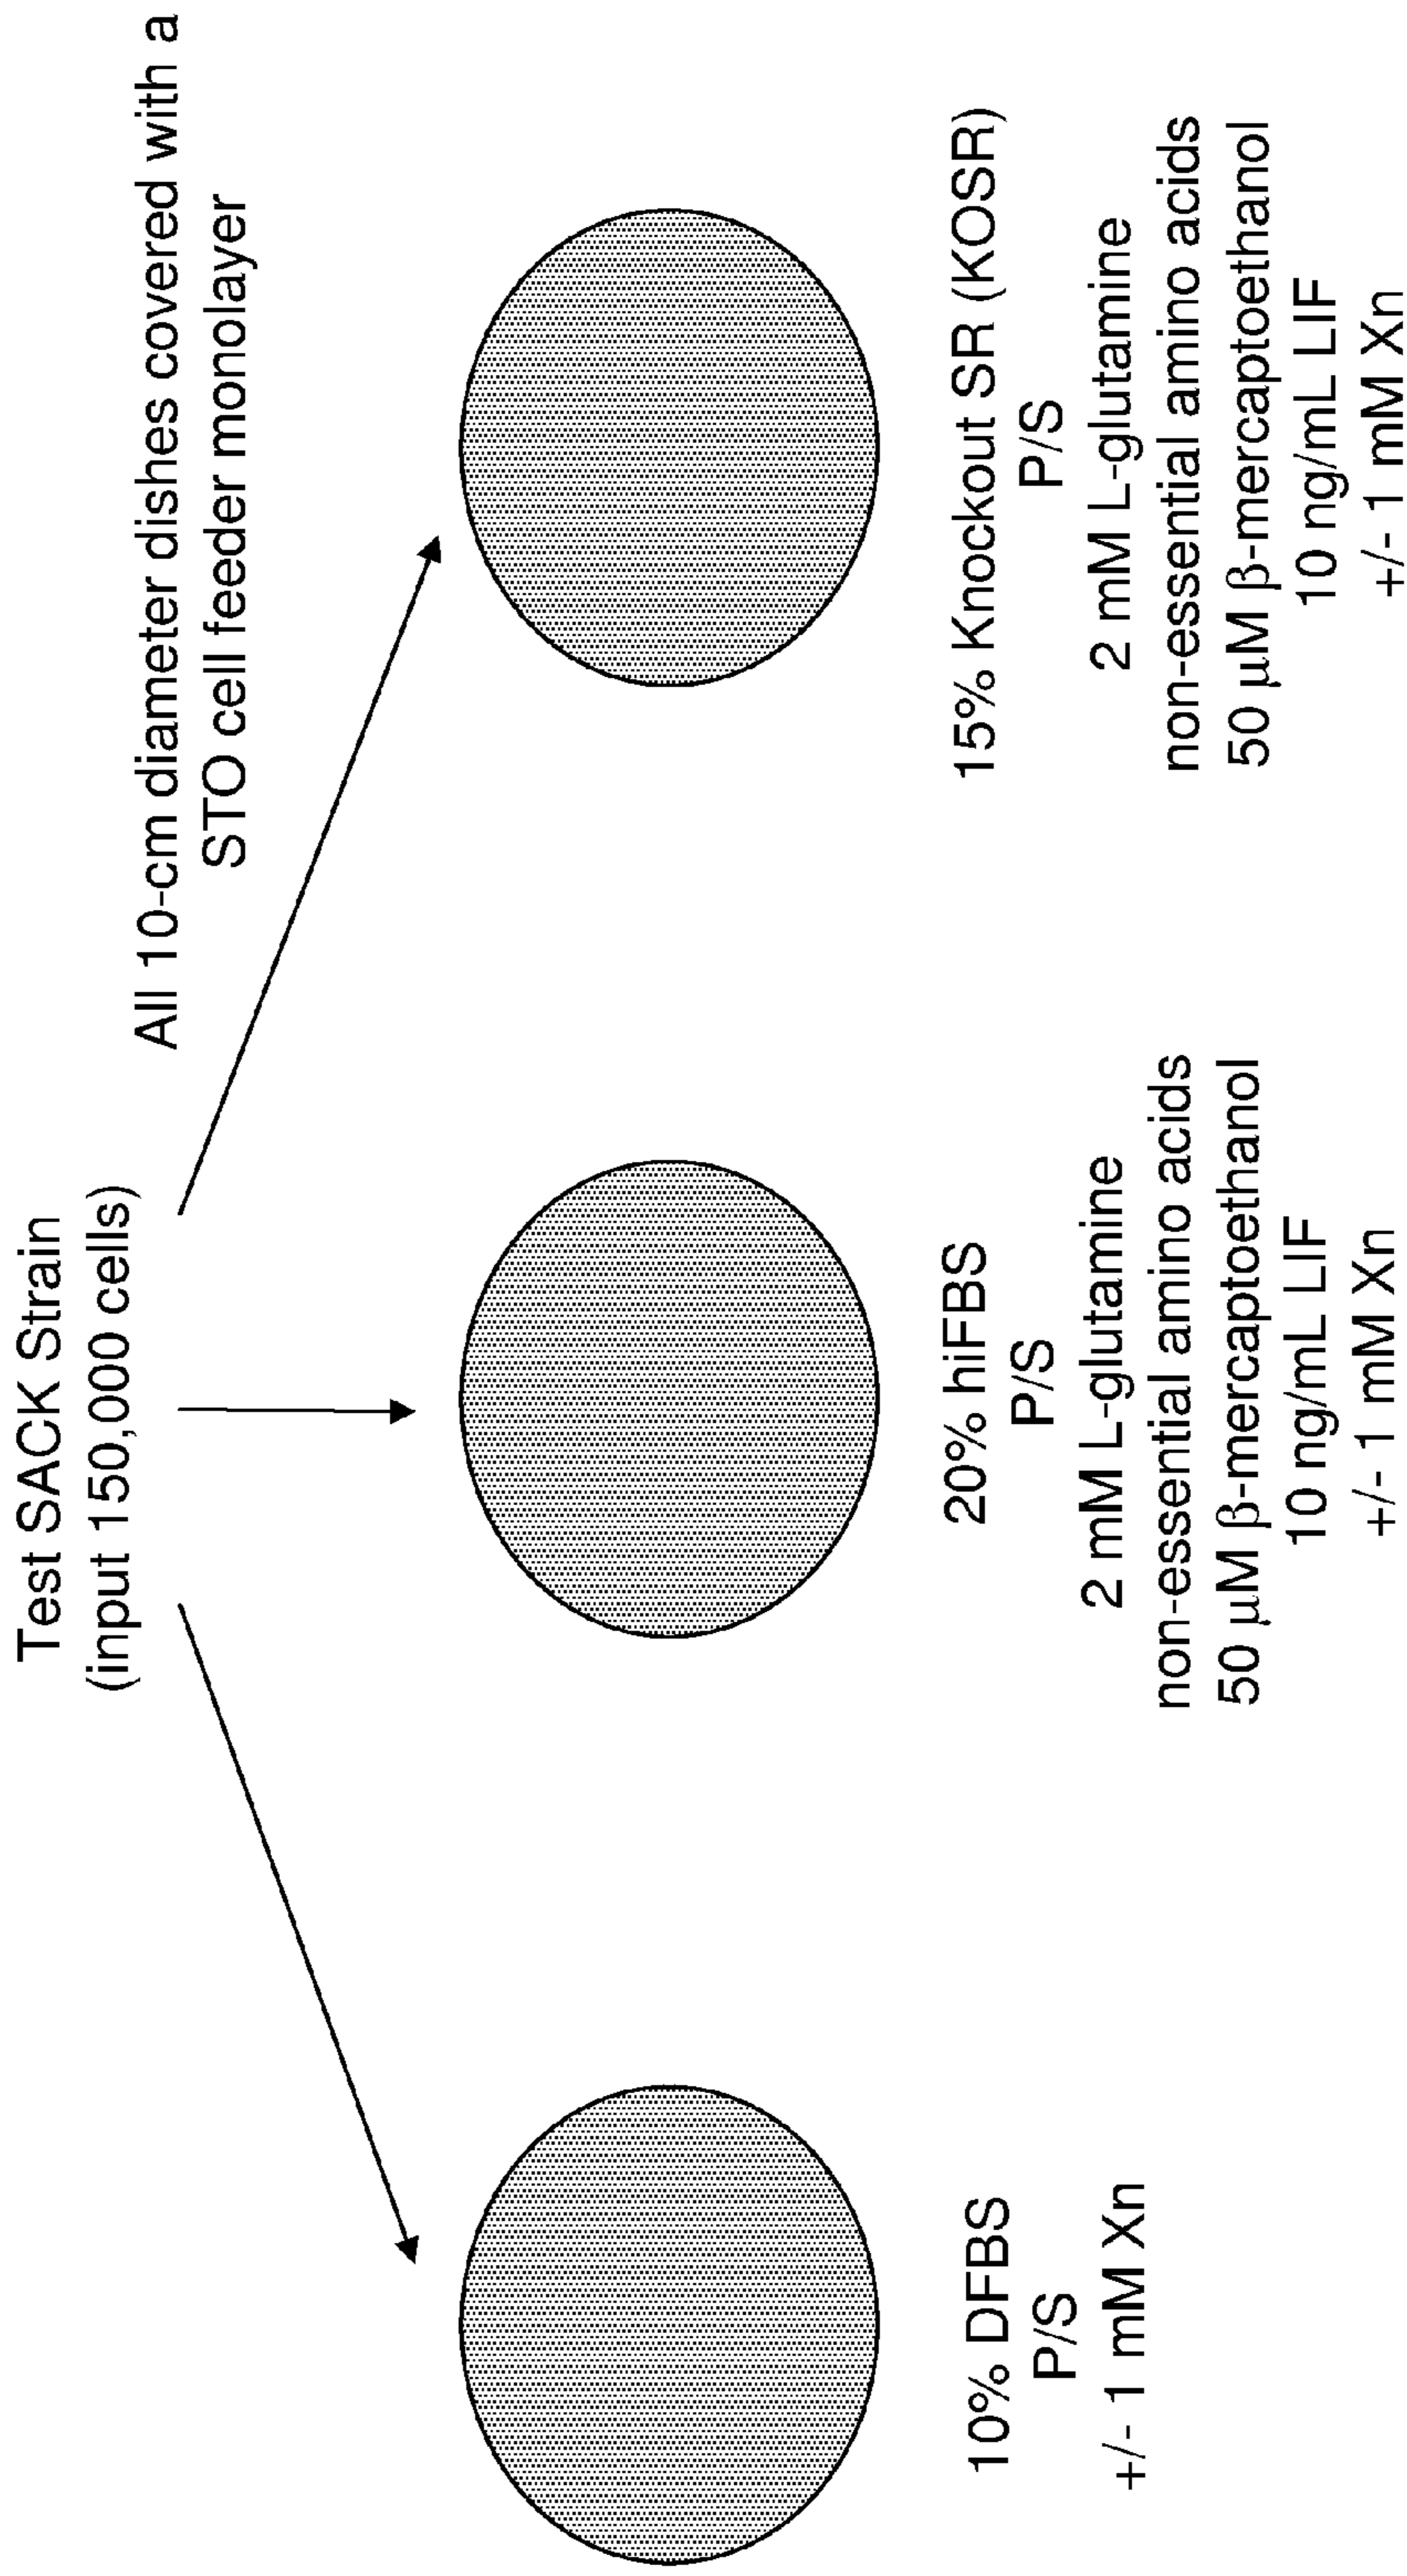 Test SACK Strain
(input 150,000 cells)
All 10-cm diameter dishes covered with a
STO cell feeder monolayer
10% DFBS
P/S
+/- 1 mM Xn
20% hiFBS
P/S
2 mM L-glutamine
non-essential amino acids
50 μM β-mercaptoethanol
10 ng/mL LIF
+/- 1 mM Xn
15% Knockout SR (KOSR)
P/S
2 mM L-glutamine
non-essential amino acids
50 μM β-mercaptoethanol
10 ng/mL LIF
+/- 1 mM Xn